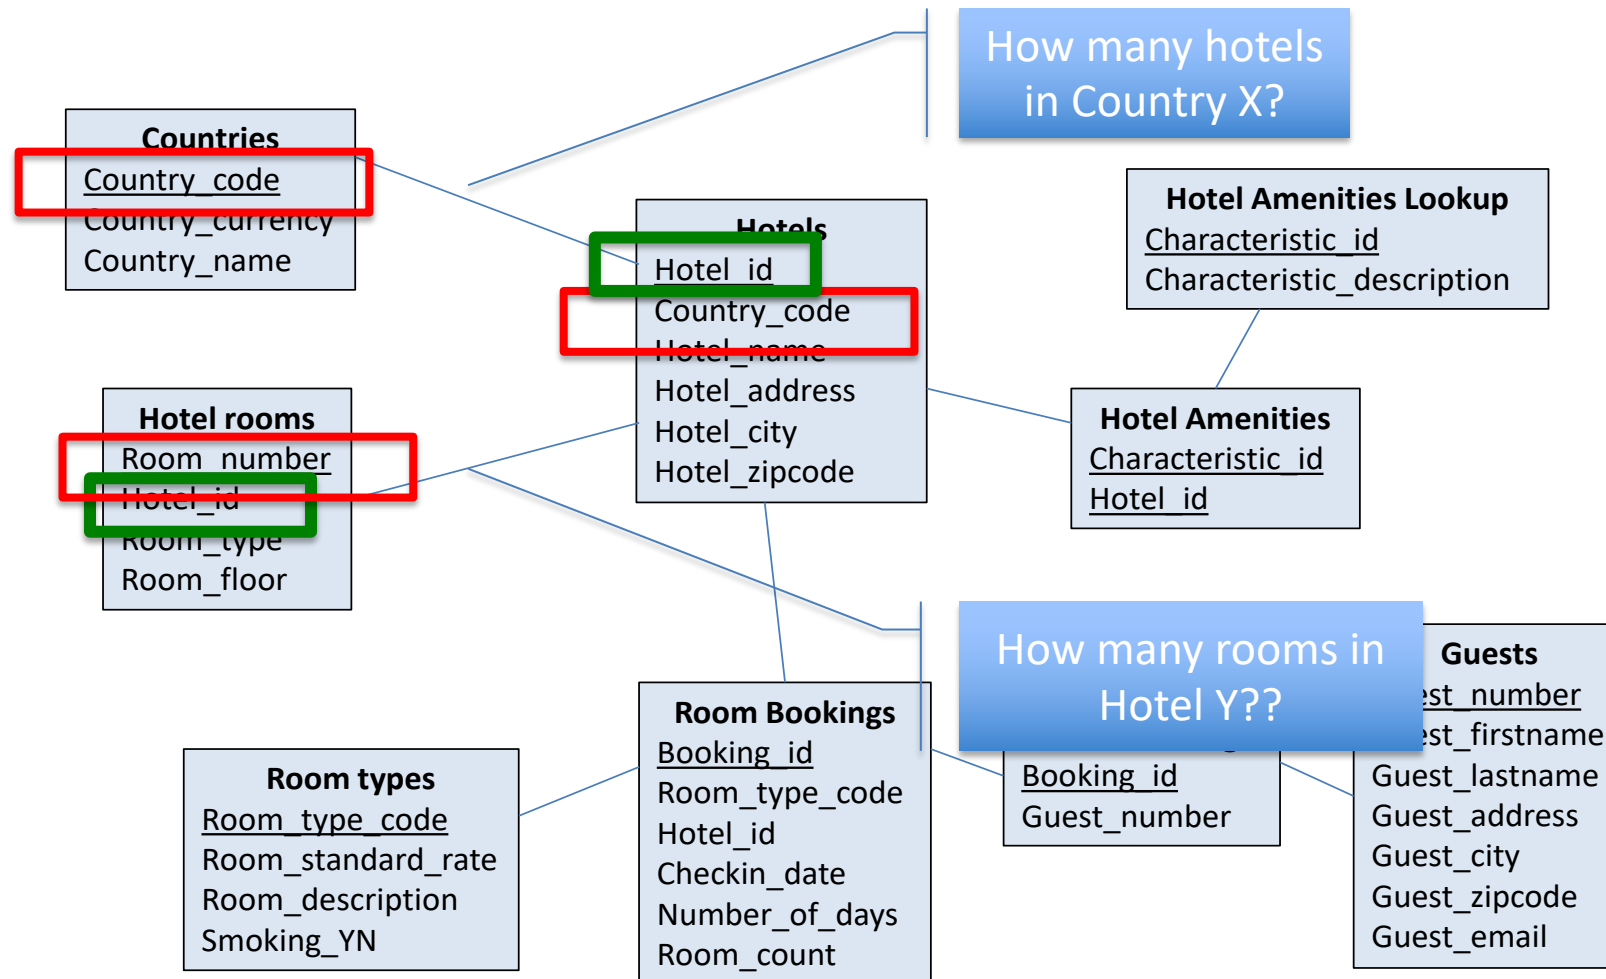 How many hotels
in Country X?
Countries
Country_code
Country_currency
Country_name
Hotels
Hotel_id
Country_code
Hotel_name
Hotel_address
Hotel_city
Hotel_zipcode
Hotel Amenities Lookup
Characteristic_id
Characteristic_description
Hotel rooms
Room_number
Hotel_id
Room_type
Room_floor
Hotel Amenities
Characteristic_id
Hotel_id
How many rooms in
Hotel Y??
Room types
Room_type_code
Room_standard_rate
Room_description
Smoking_YN
Room Bookings
Booking_id
Room_type_code
Hotel_id
Checkin_date
Number_of_days
Room_count
Booking_id
Guest_number
Guests
est_number
est_firstname
Guest_lastname
Guest_address
Guest_city
Guest_zipcode
Guest_email